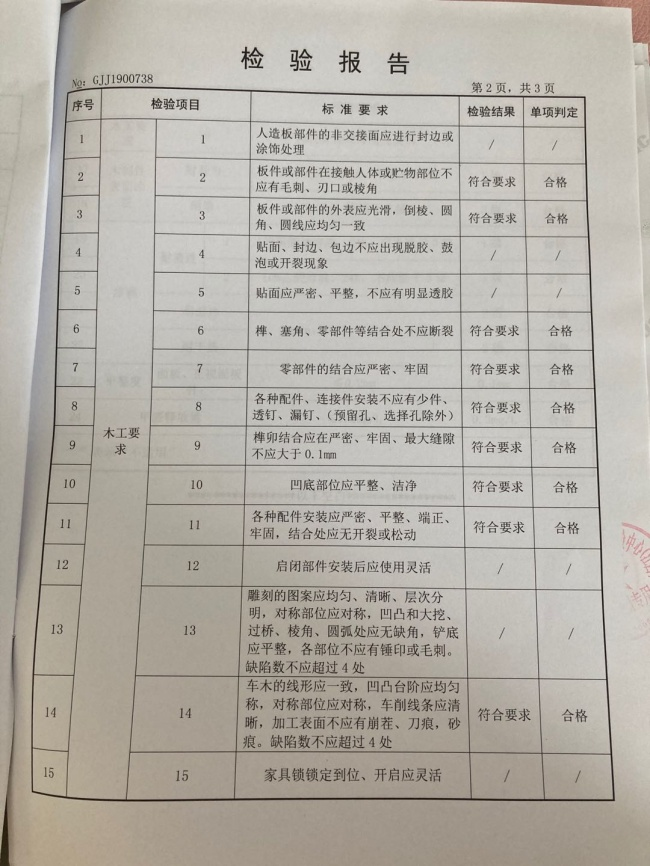 检验报告
No: GJJ1900738
第2页，共3页
序号 检验项目 标准要求 检验结果 单项判定
木工要
求
1 1 人造板部件的非交接面应进行封边或
涂饰处理 / /
2 2 板件或部件在接触人体或贮物部位不
应有毛刺、刃口或棱角 符合要求 合格
3 3 板件或部件的外表应光滑，倒棱、圆
角、圆线应均匀一致 符合要求 合格
4 4 贴面、封边、包边不应出现脱胶、鼓
泡或开裂现象 / /
5 5 贴面应严密、平整，不应有明显透胶 / /
6 6 榫、塞角、零部件等结合处不应断裂 符合要求 合格
7 7 零部件的结合应严密、牢固 符合要求 合格
8 8 各种配件、连接件安装不应有少件、
透钉、漏钉、（预留孔、选择孔除外） 符合要求 合格
9 9 榫卯结合应在严密、牢固、最大缝隙
不应大于0.1mm 符合要求 合格
10 10 凹底部位应平整、洁净 符合要求 合格
11 11 各种配件安装应严密、平整、端正、
牢固，结合处应无开裂或松动 符合要求 合格
12 12 启闭部件安装后应使用灵活 / /
13 13 雕刻的图案应均匀、清晰、层次分
明，对称部位应对称，凹凸和大挖、
过桥、棱角、圆弧处应无缺角，铲底
应平整，各部位不应有锤印或毛刺。
缺陷数不应超过4处 / /
14 14 车木的线形应一致，凹凸台阶应均匀
称，对称部位应对称，车削线条应清
晰，加工表面不应有崩茬、刀痕，砂
痕。缺陷数不应超过4处 符合要求 合格
15 15 家具锁锁定到位、开启应灵活 / /